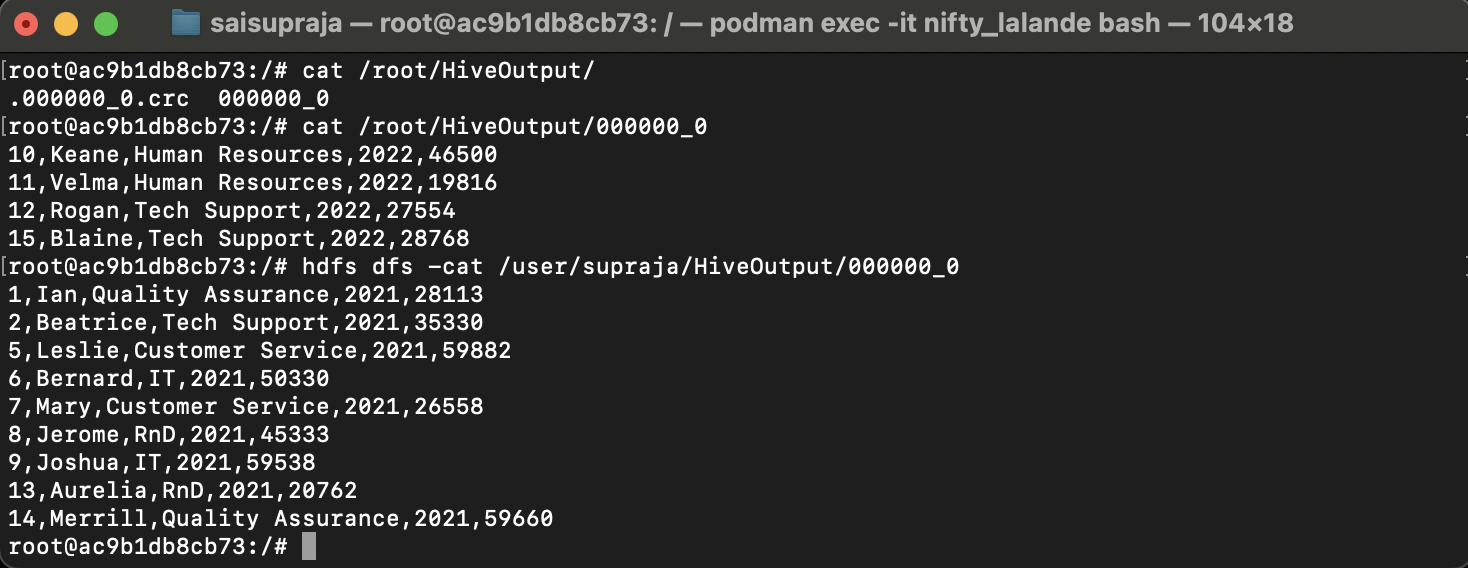 saisupraja — root@ac9b1db8cb73: / — podman exec -it nifty_lalande bash — 104×18
[root@ac9b1db8cb73:/# cat /root/HiveOutput/
.000000_0.crc  000000_0
[root@ac9b1db8cb73:/# cat /root/HiveOutput/000000_0
10,Keane,Human Resources,2022,46500
11,Velma,Human Resources,2022,19816
12,Rogan,Tech Support,2022,27554
15,Blaine,Tech Support,2022,28768
[root@ac9b1db8cb73:/# hdfs dfs -cat /user/supraja/HiveOutput/000000_0
1,Ian,Quality Assurance,2021,28113
2,Beatrice,Tech Support,2021,35330
5,Leslie,Customer Service,2021,59882
6,Bernard,IT,2021,50330
7,Mary,Customer Service,2021,26558
8,Jerome,RnD,2021,45333
9,Joshua,IT,2021,59538
13,Aurelia,RnD,2021,20762
14,Merrill,Quality Assurance,2021,59660
root@ac9b1db8cb73:/#